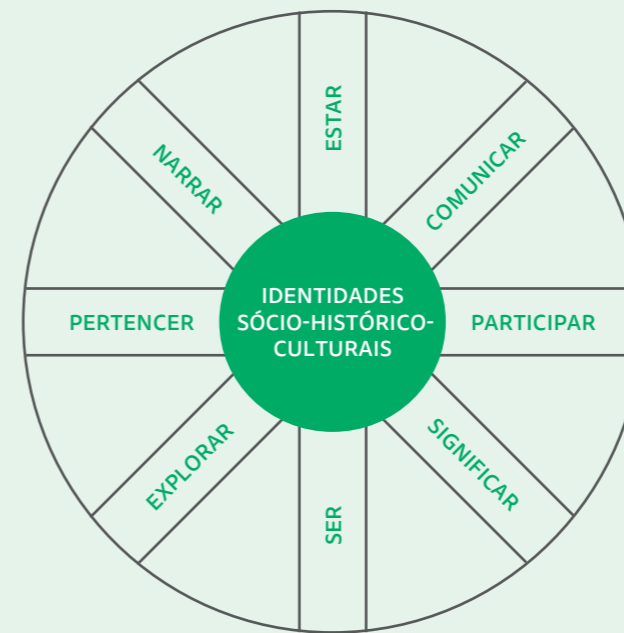 ESTAR
COMUNICAR
NARRAR
IDENTIDADES
SÓCIO-HISTÓRICO-
CULTURAIS
PERTENCER
PARTICIPAR
EXPLORAR
SIGNIFICAR
SER